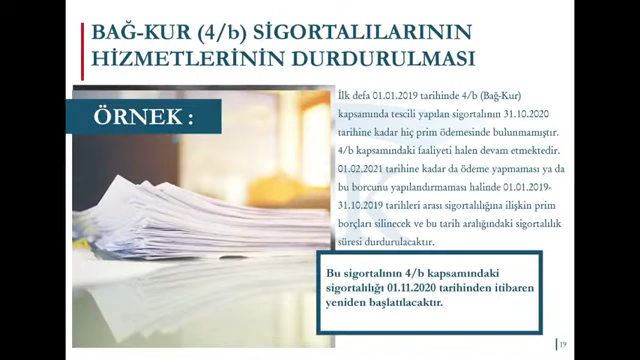 BAĞ-KUR (4/b) SİGORTALILARININ
HİZMETLERİNİN DURDURULMASI
ÖRNEK :
İlk defa 01.01.2019 tarihinde 4/b (Bağ-Kur)
kapsamında tescili yapılan sigortalının 31.10.2020
tarihine kadar hiç prim ödemesinde bulunmamıştır.
4/b kapsamındaki faaliyeti halen devam etmektedir.
01.02.2021 tarihine kadar da ödeme yapmaması ya da
bu borcunu yapılandırmaması halinde 01.01.2019-
31.10.2019 tarihleri arası sigortalılığına ilişkin prim
borçları silinecek ve bu tarih aralığındaki sigortalılık
süresi durdurulacaktır.
Bu sigortalının 4/b kapsamındaki
sigortalılığı 01.11.2020 tarihinden itibaren
yeniden başlatılacaktır.
19